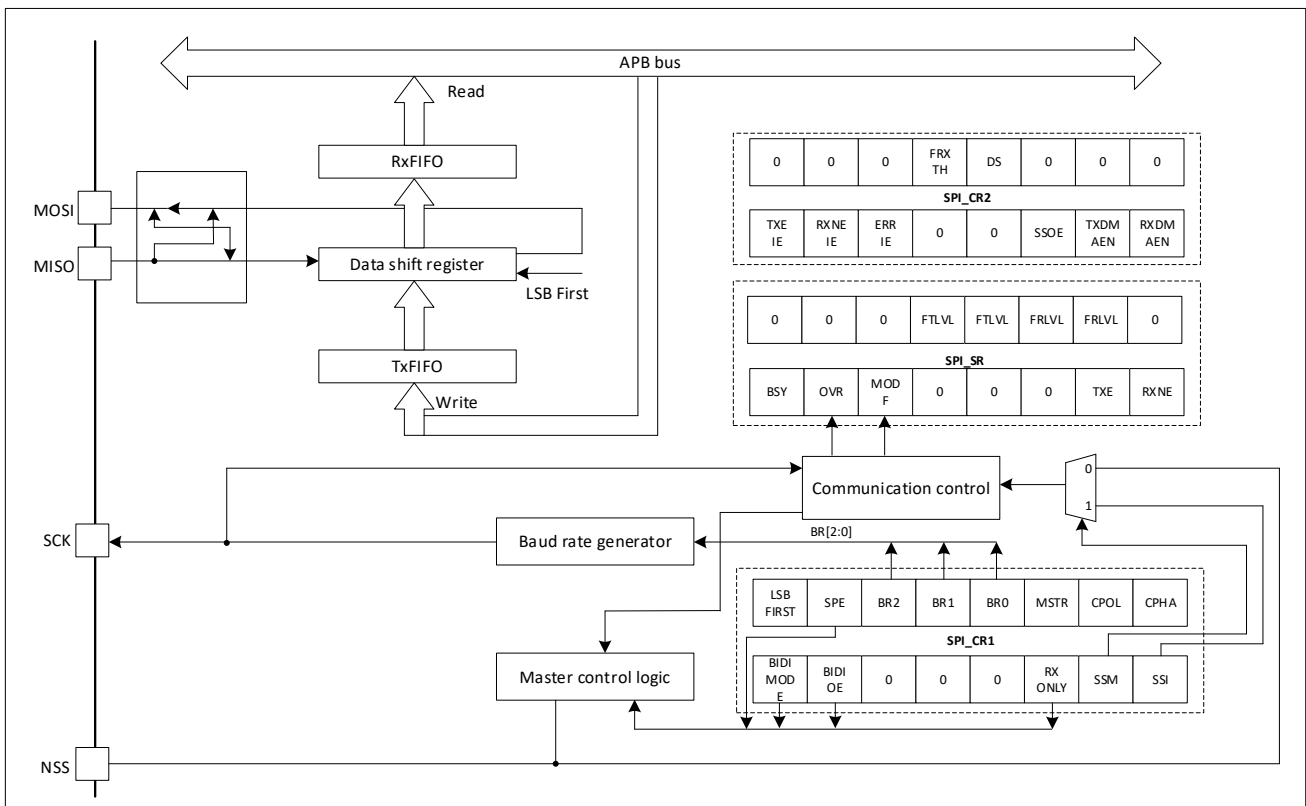 APB bus
Read
RxFIFO
MOSI
MISO
Data shift register
LSB First
TxFIFO
Write
0 0 0 FRX TH DS 0 0 0
SPI_CR2
TXE IE RXNE IE ERR IE 0 0 SSOE TXDM AEN RXDM AEN
0 0 0 FTLVL FTLVL FRLVL FRLVL 0
SPI_SR
BSY OVR MOD F 0 0 0 TXE RXNE
Communication control
0
1
SCK
Baud rate generator
BR[2:0]
LSB FIRST SPE BR2 BR1 BR0 MSTR CPOL CPHA
SPI_CR1
BIDI MOD E BIDI OE 0 0 0 RX ONLY SSM SSI
Master control logic
NSS